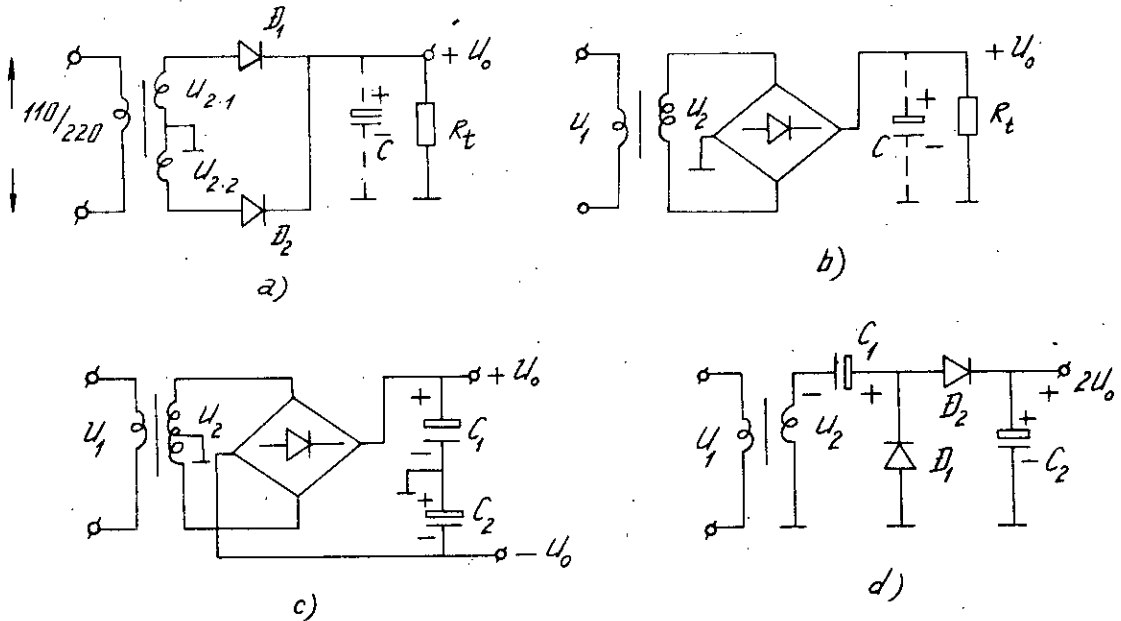 D₁
+ U₀
110/220
U₂.₁
U₂.₂
+
−
C
Rₜ
D₂
a)
+ U₀
U₁
U₂
+
C −
Rₜ
b)
+ U₀
U₁
U₂
+
C₁
−
+
C₂
−
− U₀
c)
C₁
− +
D₂
+ 2U₀
U₁
U₂
D₁
+
− C₂
d)